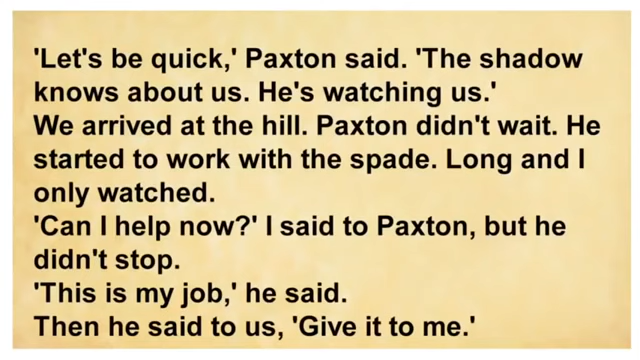 'Let's be quick,' Paxton said. 'The shadow
knows about us. He's watching us.'
We arrived at the hill. Paxton didn't wait. He
started to work with the spade. Long and I
only watched.
'Can I help now?' I said to Paxton, but he
didn't stop.
'This is my job,' he said.
Then he said to us, 'Give it to me.'